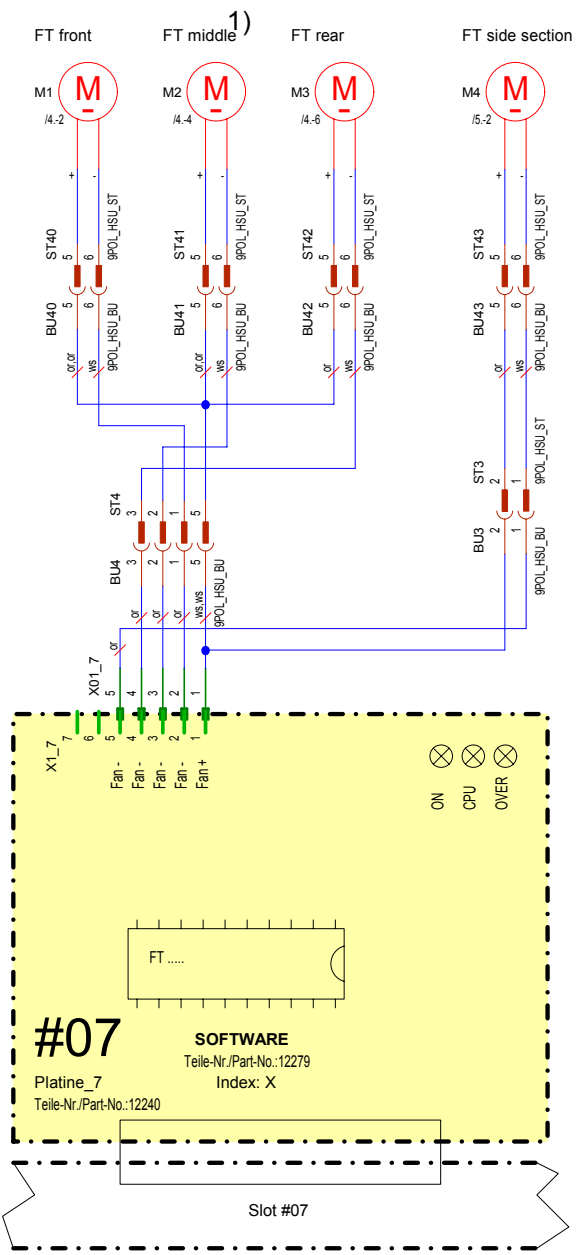 1)
FT front FT middle FT rear FT side section
M1 M M2 M M3 M M4 M
/4.-2 /4.-4 /4.-6 /5.-2
+ - + - + - + -
ST40 5 6 9POL_HSU_ST ST41 5 6 9POL_HSU_ST ST42 5 6 9POL_HSU_ST ST43 5 6 9POL_HSU_ST
BU40 5 6 9POL_HSU_BU BU41 5 6 9POL_HSU_BU BU42 5 6 9POL_HSU_BU BU43 5 6 9POL_HSU_BU
or,or ws or,or ws or ws or ws
ST3 2 1 9POL_HSU_ST
ST4 3 2 1 5
BU3 2 1 9POL_HSU_BU
BU4 3 2 1 5 9POL_HSU_BU
or or or ws,ws
or
X01_7 5 4 3 2 1
X1_7 7 6 5 4 3 2 1
Fan - Fan - Fan - Fan - Fan +
ON CPU OVER
FT .....
#07
SOFTWARE
Teile-Nr./Part-No.:12279
Index: X
Platine_7
Teile-Nr./Part-No.:12240
Slot #07